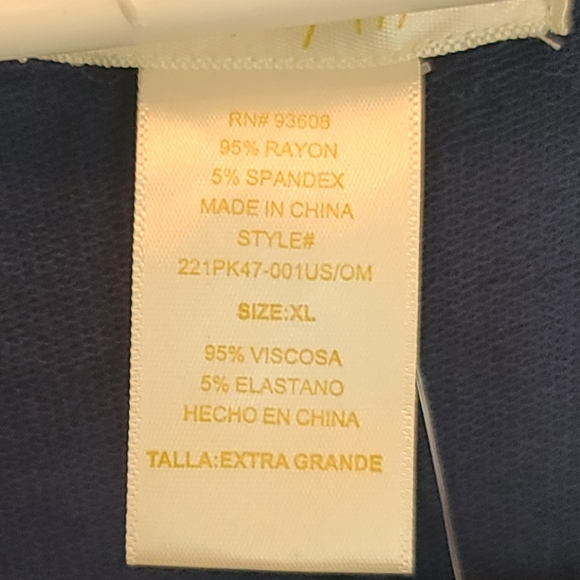 RN# 93608
95% RAYON
5% SPANDEX
MADE IN CHINA
STYLE#
221PK47-001US/OM
SIZE:XL
95% VISCOSA
5% ELASTANO
HECHO EN CHINA
TALLA:EXTRA GRANDE